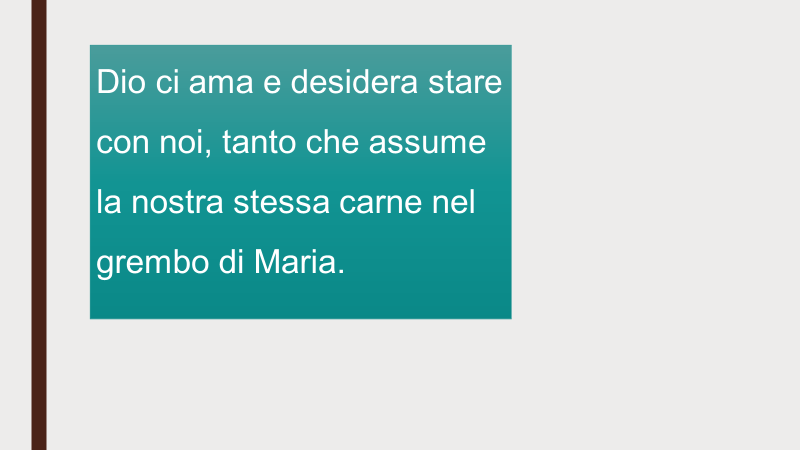 Dio ci ama e desidera stare
con noi, tanto che assume
la nostra stessa carne nel
grembo di Maria.